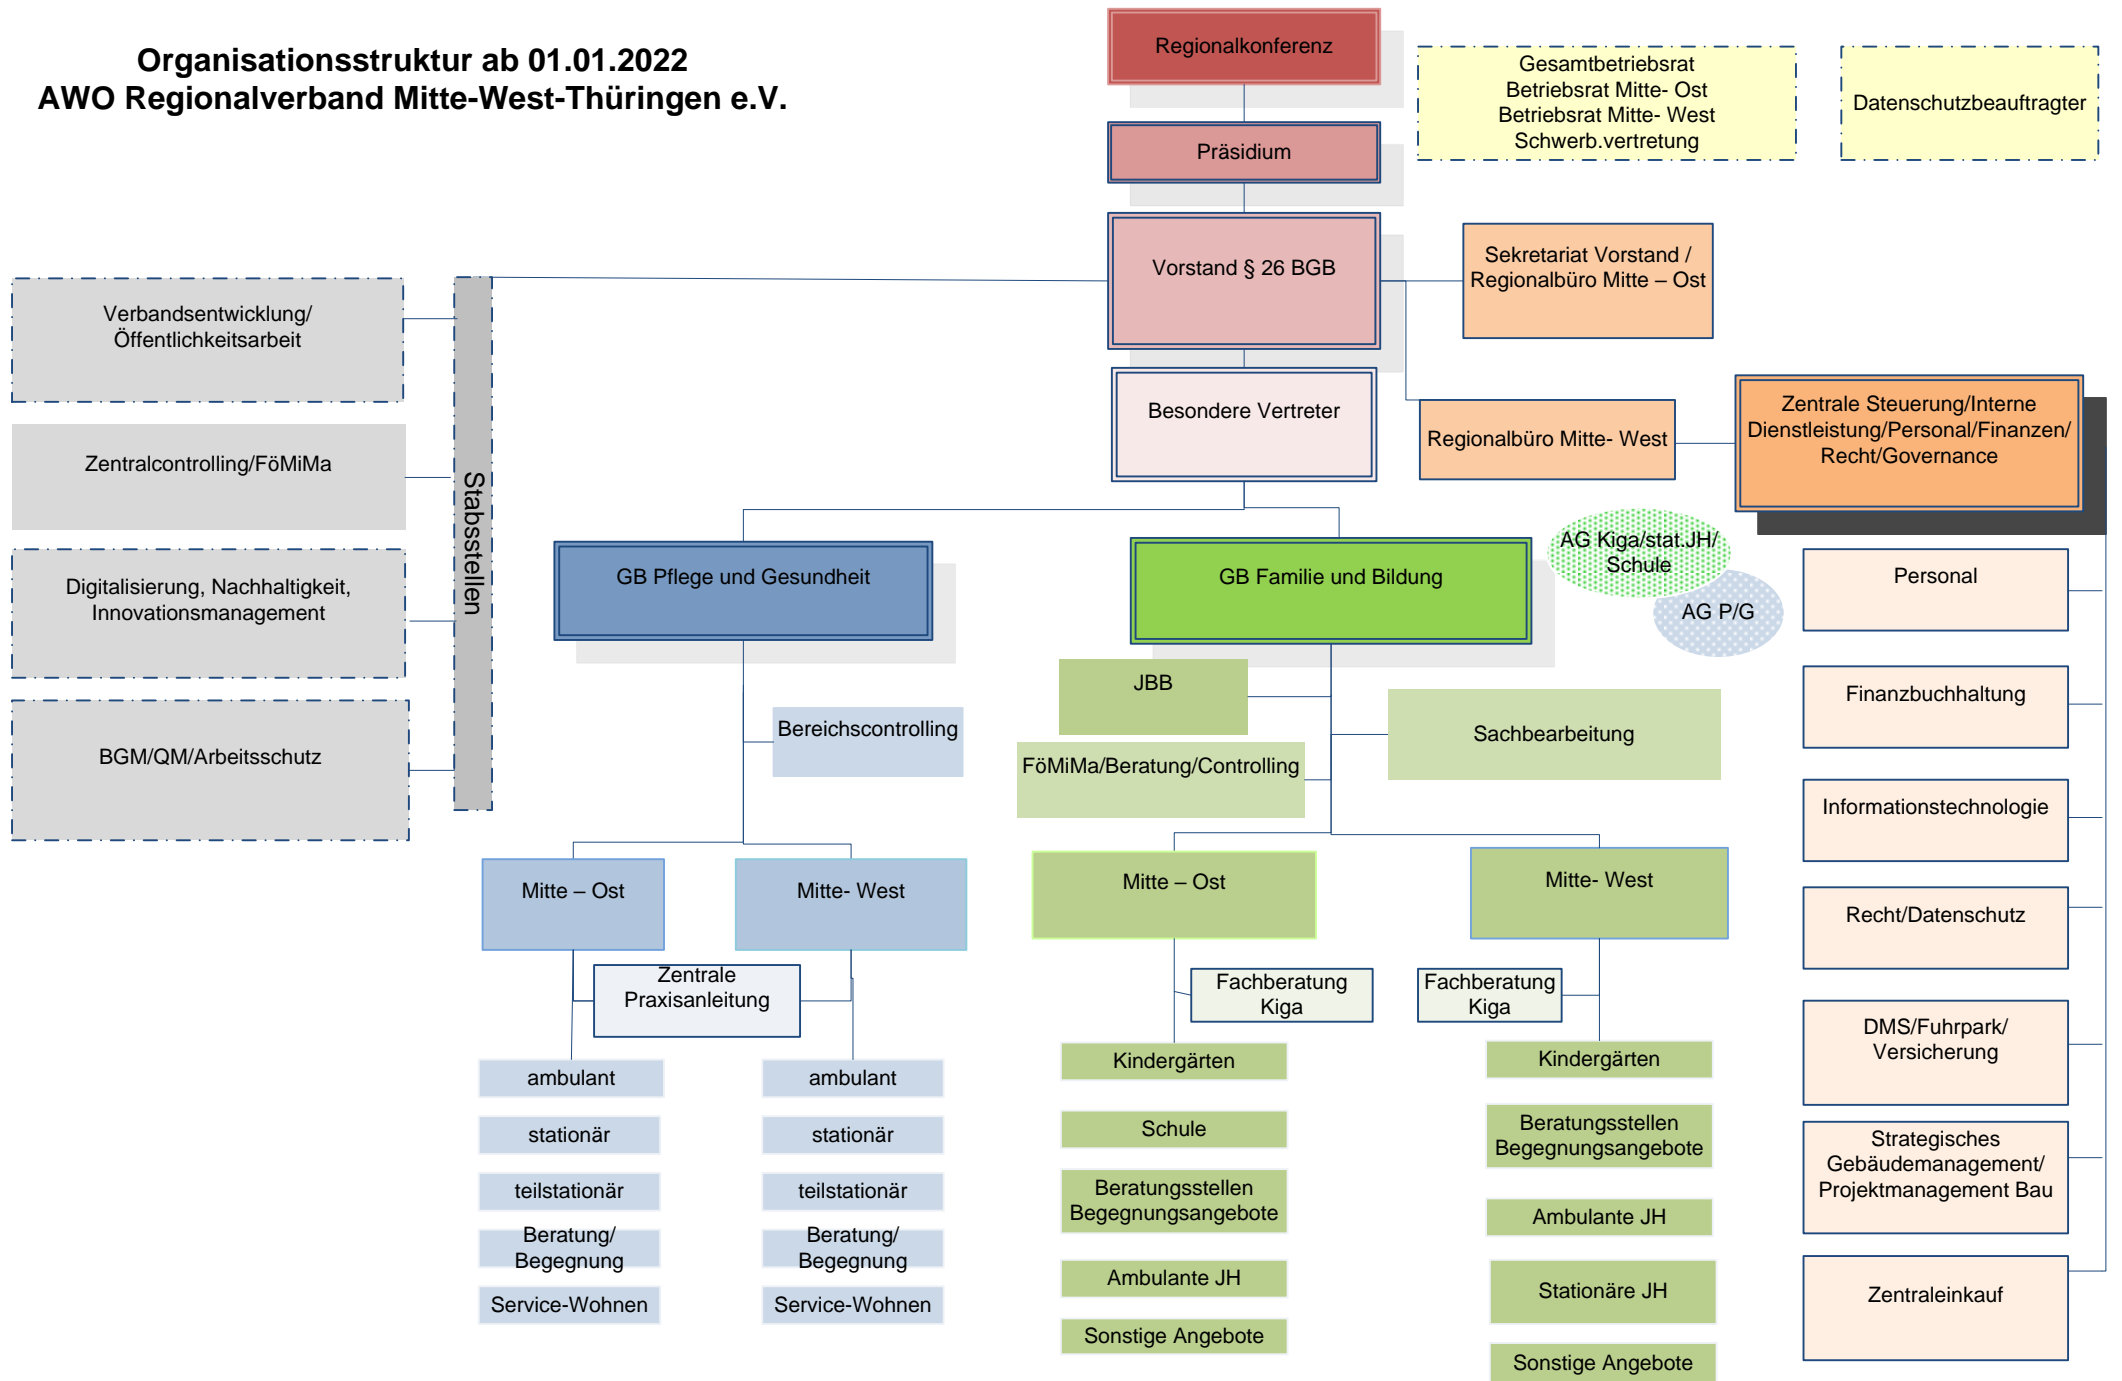 Organisationsstruktur ab 01.01.2022
AWO Regionalverband Mitte-West-Thüringen e.V.
Regionalkonferenz
Gesamtbetriebsrat
Betriebsrat Mitte- Ost
Betriebsrat Mitte- West
Schwerb.vertretung
Datenschutzbeauftragter
Präsidium
Vorstand § 26 BGB
Sekretariat Vorstand /
Regionalbüro Mitte – Ost
Verbandsentwicklung/
Öffentlichkeitsarbeit
Zentralcontrolling/FöMiMa
Digitalisierung, Nachhaltigkeit,
Innovationsmanagement
BGM/QM/Arbeitsschutz
Stabsstellen
Besondere Vertreter
Regionalbüro Mitte- West
Zentrale Steuerung/Interne
Dienstleistung/Personal/Finanzen/
Recht/Governance
GB Pflege und Gesundheit
GB Familie und Bildung
AG Kiga/stat.JH/
Schule
AG P/G
Bereichscontrolling
JBB
FöMiMa/Beratung/Controlling
Sachbearbeitung
Mitte – Ost
Mitte- West
Zentrale
Praxisanleitung
ambulant
stationär
teilstationär
Beratung/
Begegnung
Service-Wohnen
ambulant
stationär
teilstationär
Beratung/
Begegnung
Service-Wohnen
Mitte – Ost
Fachberatung
Kiga
Kindergärten
Schule
Beratungsstellen
Begegnungsangebote
Ambulante JH
Sonstige Angebote
Mitte- West
Fachberatung
Kiga
Kindergärten
Beratungsstellen
Begegnungsangebote
Ambulante JH
Stationäre JH
Sonstige Angebote
Personal
Finanzbuchhaltung
Informationstechnologie
Recht/Datenschutz
DMS/Fuhrpark/
Versicherung
Strategisches
Gebäudemanagement/
Projektmanagement Bau
Zentraleinkauf